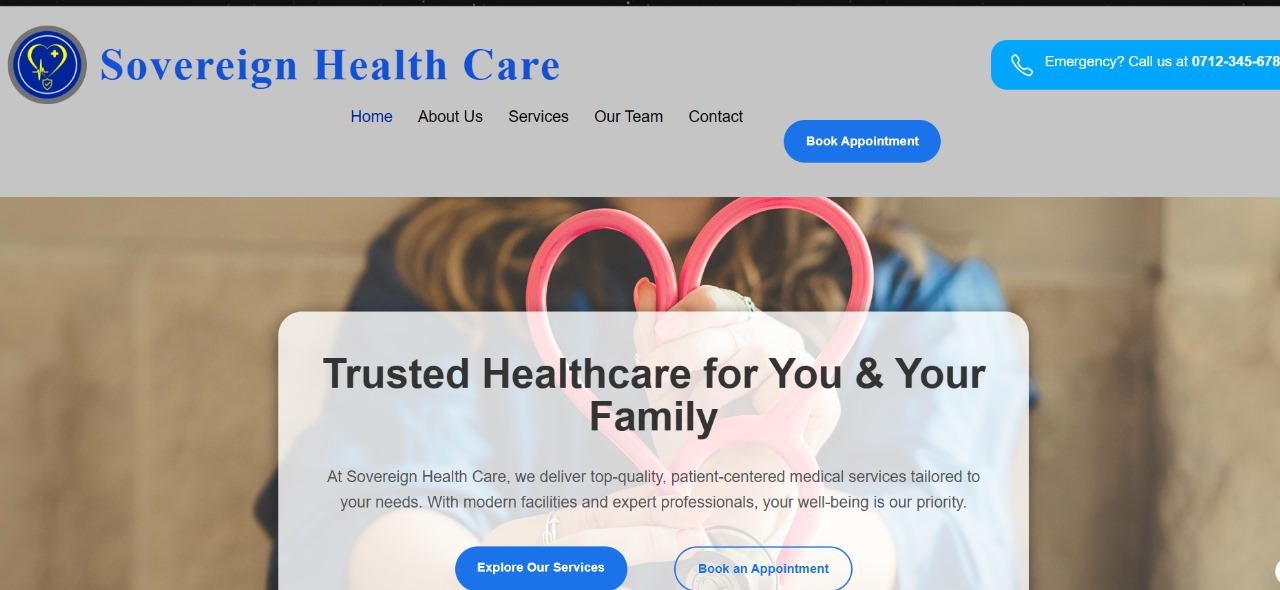 Sovereign Health Care
Emergency? Call us at 0712-345-678
Home About Us Services Our Team Contact
Book Appointment
Trusted Healthcare for You & Your
Family
At Sovereign Health Care, we deliver top-quality, patient-centered medical services tailored to
your needs. With modern facilities and expert professionals, your well-being is our priority.
Explore Our Services
Book an Appointment